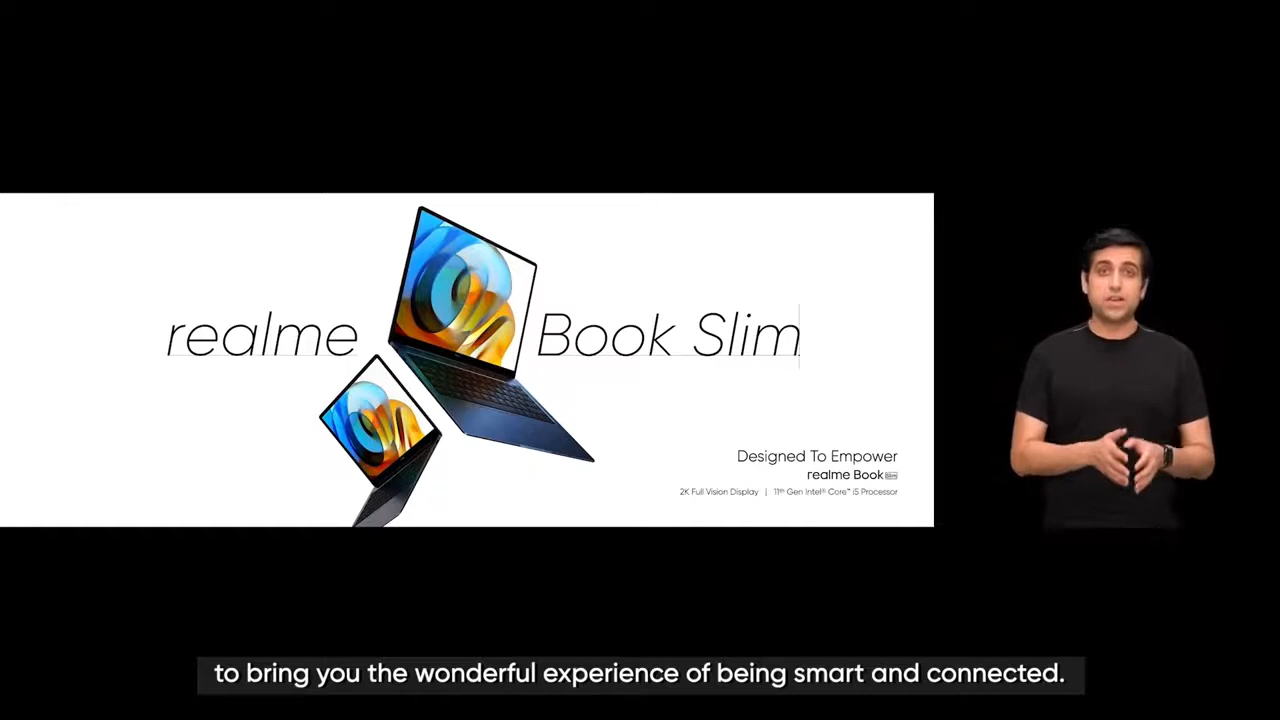 realme Book Slim
Designed To Empower
realme Book Slim
2K Full Vision Display | 11th Gen Intel® Core™ i5 Processor
to bring you the wonderful experience of being smart and connected.